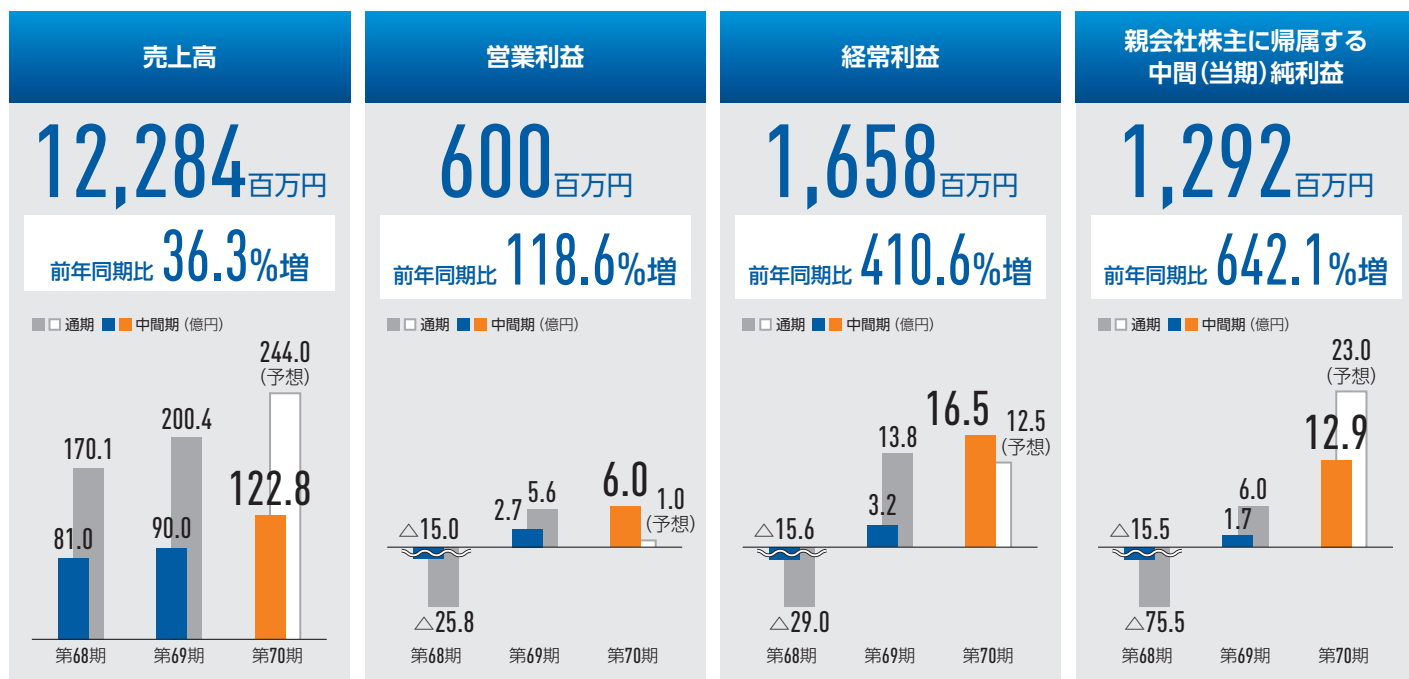 売上高
12,284百万円
前年同期比 36.3%増
通期 中間期(億円)
244.0
(予想)
200.4
170.1
122.8
90.0
81.0
第68期 第69期 第70期
営業利益
600百万円
前年同期比 118.6%増
通期 中間期(億円)
6.0
5.6
1.0
2.7
(予想)
△15.0
△25.8
第68期 第69期 第70期
経常利益
1,658百万円
前年同期比 410.6%増
通期 中間期(億円)
16.5
12.5
(予想)
13.8
3.2
△15.6
△29.0
第68期 第69期 第70期
親会社株主に帰属する
中間(当期)純利益
1,292百万円
前年同期比 642.1%増
通期 中間期(億円)
23.0
(予想)
12.9
6.0
1.7
△15.5
△75.5
第68期 第69期 第70期